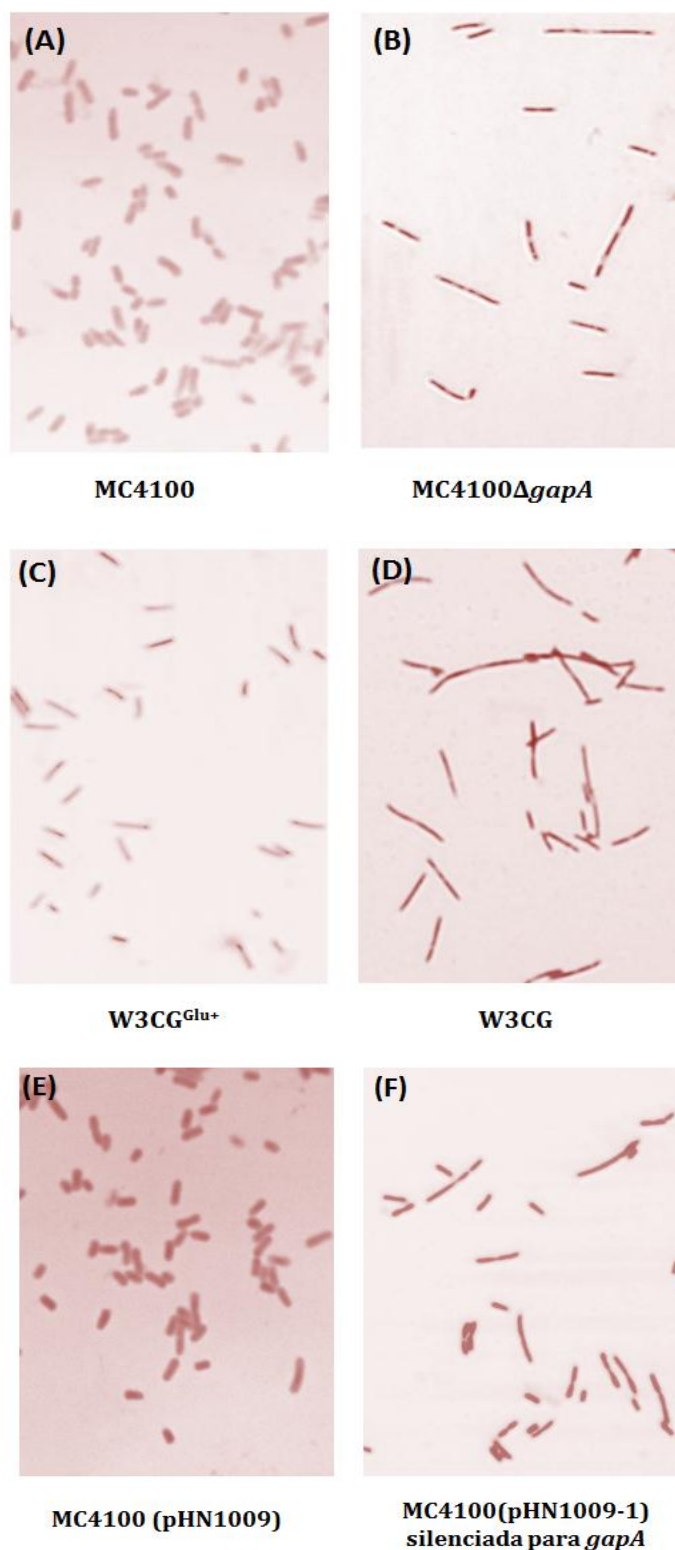 (A)
(B)
MC4100
MC4100ΔgapA
(C)
(D)
W3CGGlu+
W3CG
(E)
(F)
MC4100 (pHN1009)
MC4100(pHN1009-1)
silenciada para gapA